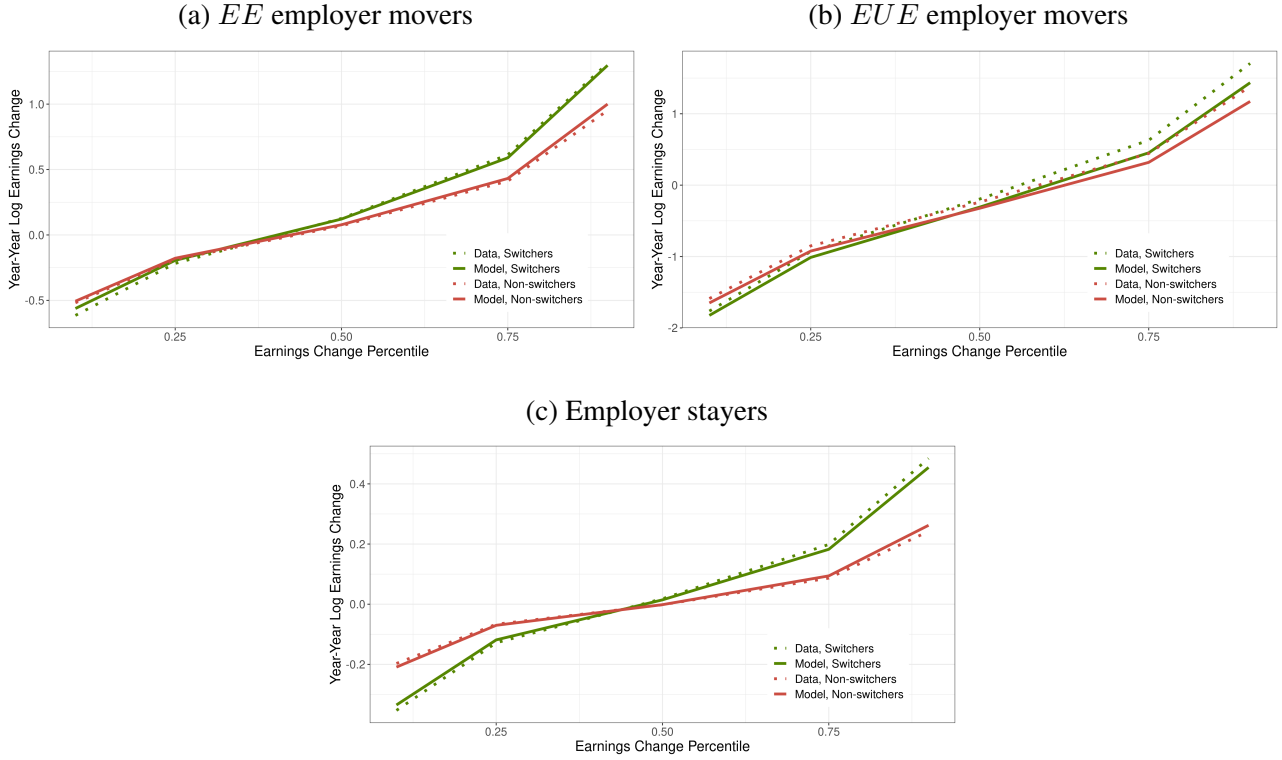 (a) EE employer movers
Year-Year Log Earnings Change
1.0
0.5
0.0
-0.5
0.25
0.50
0.75
Earnings Change Percentile
Data, Switchers
Model, Switchers
Data, Non-switchers
Model, Non-switchers
(b) EUE employer movers
Year-Year Log Earnings Change
1
0
-1
-2
0.25
0.50
0.75
Earnings Change Percentile
Data, Switchers
Model, Switchers
Data, Non-switchers
Model, Non-switchers
(c) Employer stayers
Year-Year Log Earnings Change
0.4
0.2
0.0
-0.2
0.25
0.50
0.75
Earnings Change Percentile
Data, Switchers
Model, Switchers
Data, Non-switchers
Model, Non-switchers